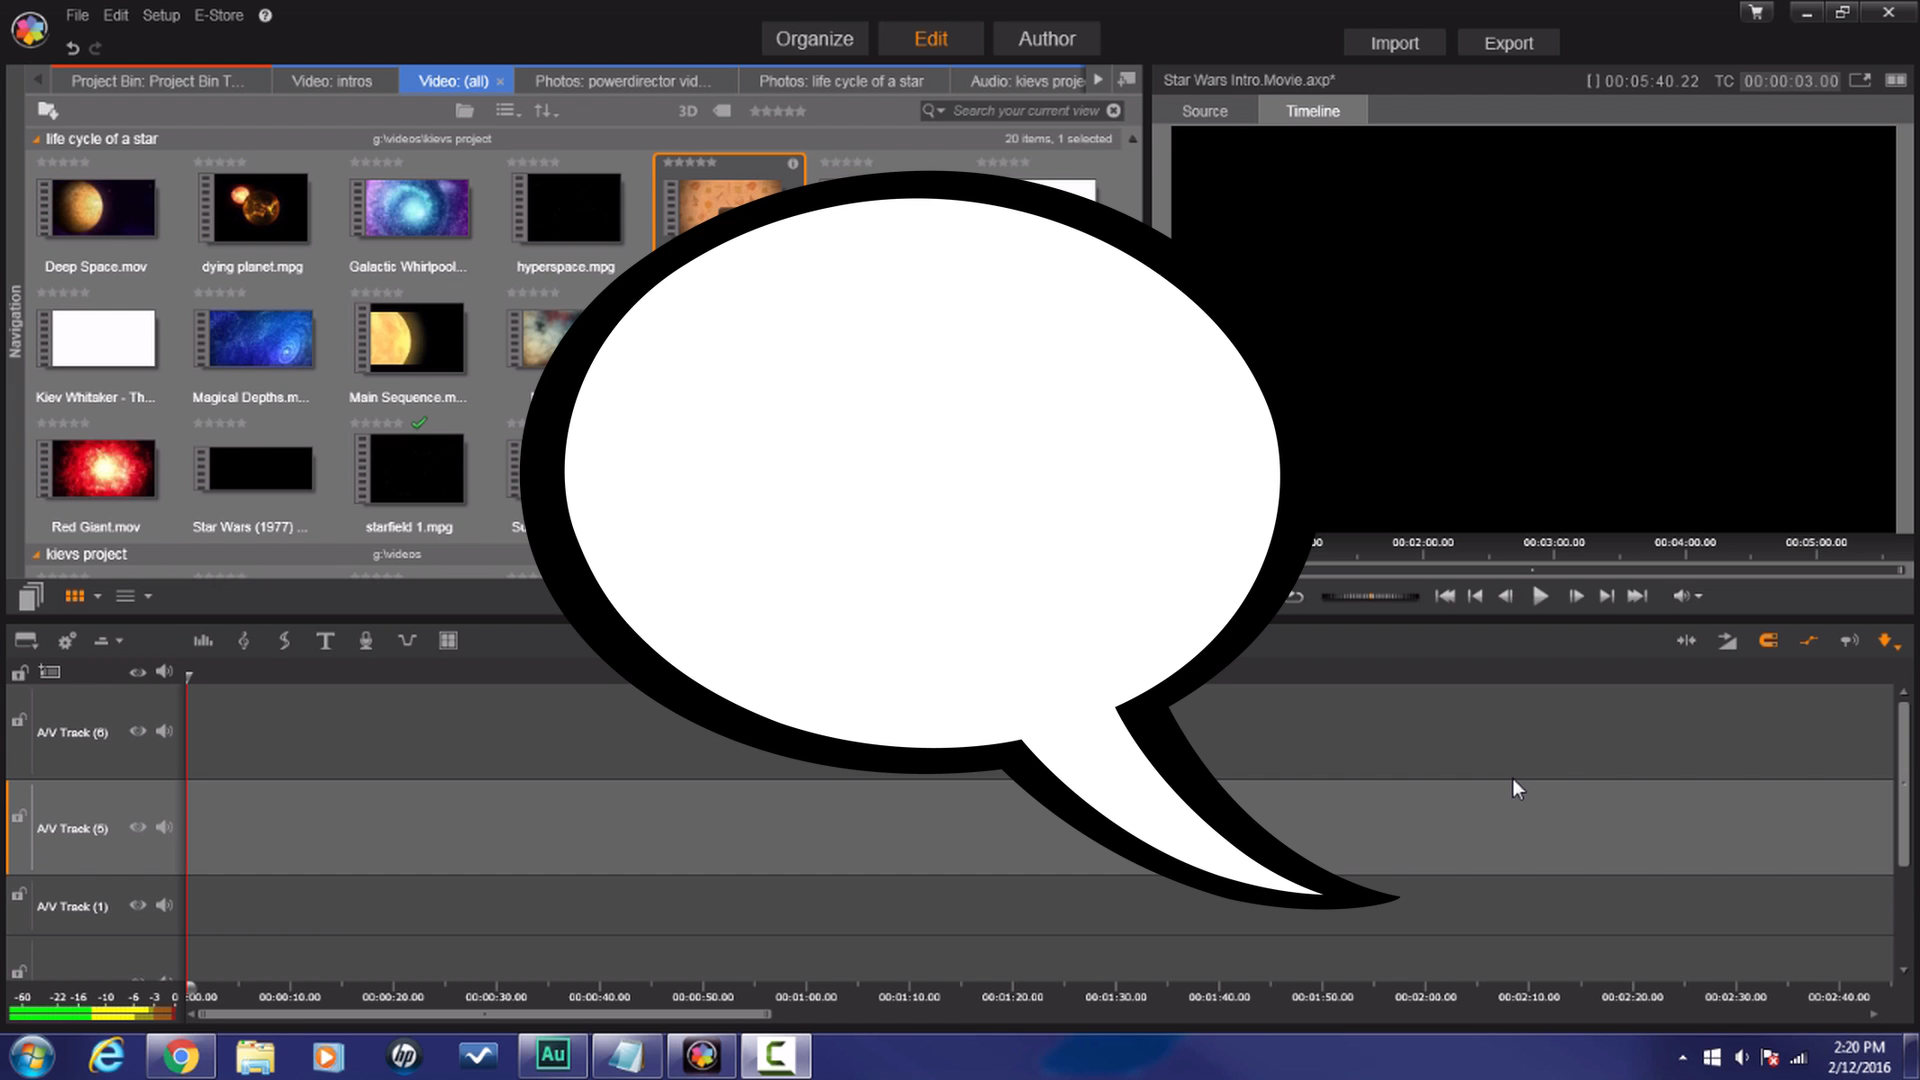 File Edit Setup E-Store ?
Organize Edit Author
Import Export
Project Bin: Project Bin T... Video: intros Video: (all) × Photos: powerdirector vid... Photos: life cycle of a star Audio: kievs proje
Star Wars Intro.Movie.axp* [ ] 00:05:40.22 TC 00:00:03.00
3D Search your current view
Source Timeline
life cycle of a star g:\videos\kievs project 20 items, 1 selected
Deep Space.mov dying planet.mpg Galactic Whirlpool... hyperspace.mpg
Navigation
Kiev Whitaker - Th... Magical Depths.m... Main Sequence.m...
Red Giant.mov Star Wars (1977) ... starfield 1.mpg
kievs project g:\videos
00:02:00.00 00:03:00.00 00:04:00.00 00:05:00.00
A/V Track (6)
A/V Track (5)
A/V Track (1)
-60 -22 -16 -10 -6 -3 0 :00.00 00:00:10.00 00:00:20.00 00:00:30.00 00:00:40.00 00:00:50.00 00:01:00.00 00:01:10.00 00:01:20.00 00:01:30.00 00:01:40.00 00:01:50.00 00:02:00.00 00:02:10.00 00:02:20.00 00:02:30.00 00:02:40.00
hp Au C
2:20 PM
2/12/2016